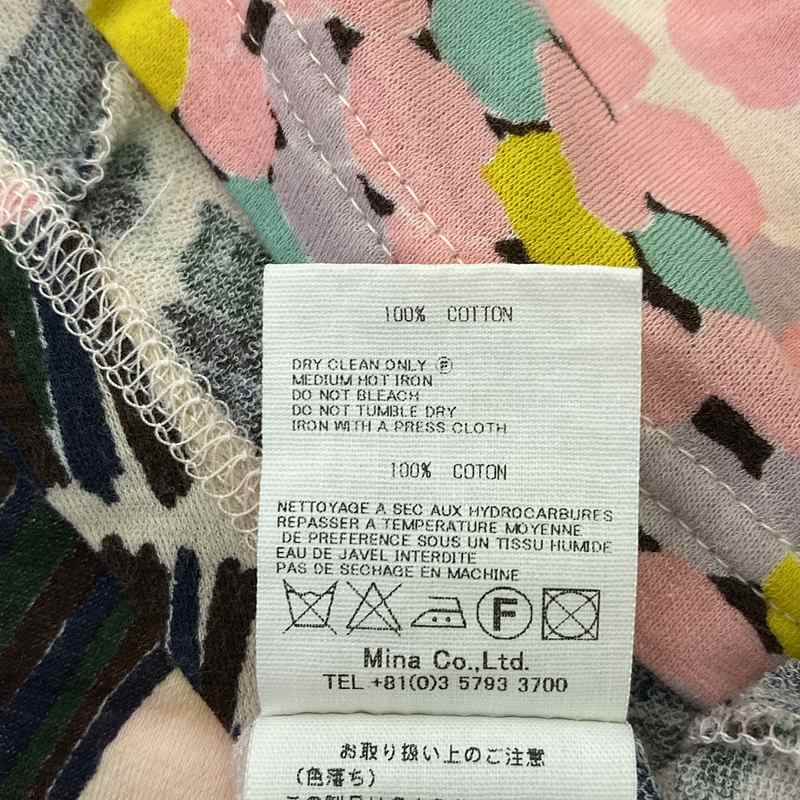 100% COTTON
DRY CLEAN ONLY Ⓕ
MEDIUM HOT IRON
DO NOT BLEACH
DO NOT TUMBLE DRY
IRON WITH A PRESS CLOTH
100% COTON
NETTOYAGE A SEC AUX HYDROCARBURES
REPASSER A TEMPERATURE MOYENNE
DE PREFERENCE SOUS UN TISSU HUMIDE
EAU DE JAVEL INTERDITE
PAS DE SECHAGE EN MACHINE
F
Mina Co.,Ltd.
TEL +81(0)3 5793 3700
お取り扱い上のご注意
(色落ち)